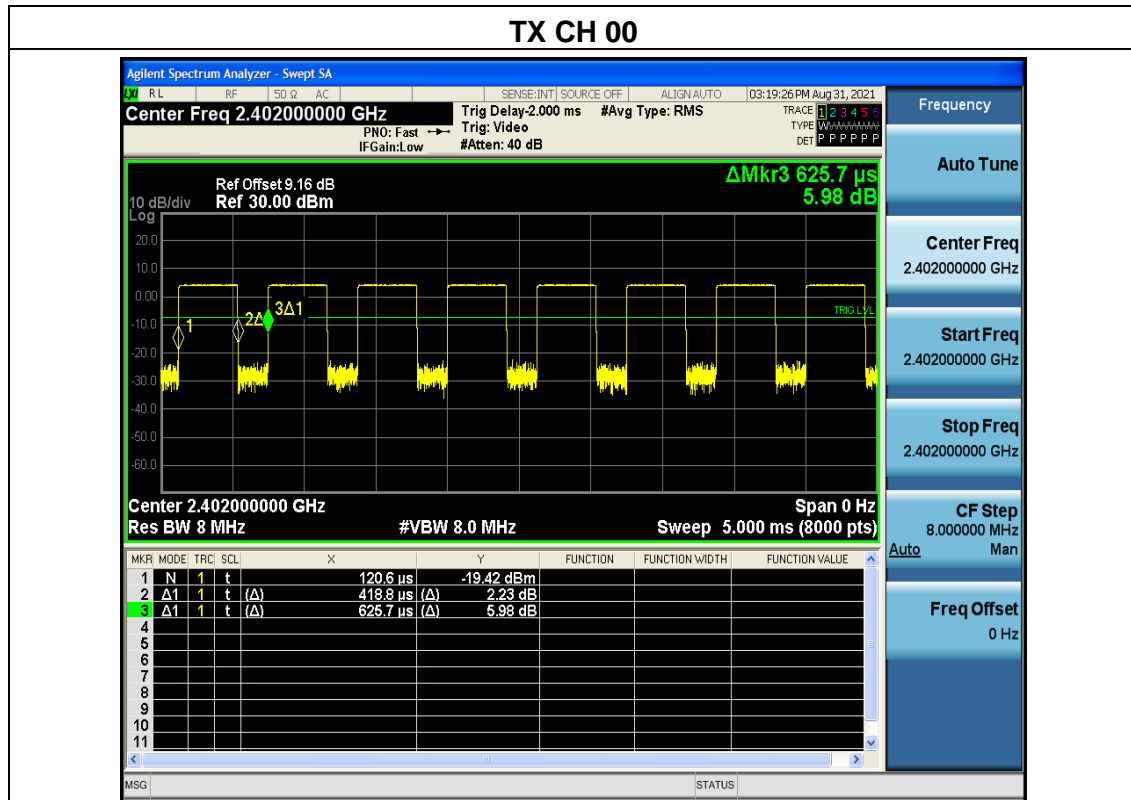 TX CH 00
Agilent Spectrum Analyzer - Swept SA
LXI RL RF 50 Ω AC SENSE:INT SOURCE OFF ALIGN AUTO 03:19:26 PM Aug 31, 2021
Center Freq 2.402000000 GHz
PNO: Fast
IFGain:Low
Trig Delay-2.000 ms #Avg Type: RMS
Trig: Video
#Atten: 40 dB
TRACE 1 2 3 4 5 6
TYPE
DET P P P P P P
ΔMkr3 625.7 µs
5.98 dB
Ref Offset 9.16 dB
10 dB/div Ref 30.00 dBm
Log
20.0
10.0
0.00
-10.0
-20.0
-30.0
-40.0
-50.0
-60.0
1
2Δ
3Δ1
TRIG LVL
Center 2.402000000 GHz Span 0 Hz
Res BW 8 MHz #VBW 8.0 MHz Sweep 5.000 ms (8000 pts)
MKR MODE TRC SCL X Y FUNCTION FUNCTION WIDTH FUNCTION VALUE
1 N 1 t 120.6 µs -19.42 dBm
2 Δ1 1 t (Δ) 418.8 µs (Δ) 2.23 dB
3 Δ1 1 t (Δ) 625.7 µs (Δ) 5.98 dB
4
5
6
7
8
9
10
11
MSG STATUS
Frequency
Auto Tune
Center Freq
2.402000000 GHz
Start Freq
2.402000000 GHz
Stop Freq
2.402000000 GHz
CF Step
8.000000 MHz
Auto Man
Freq Offset
0 Hz